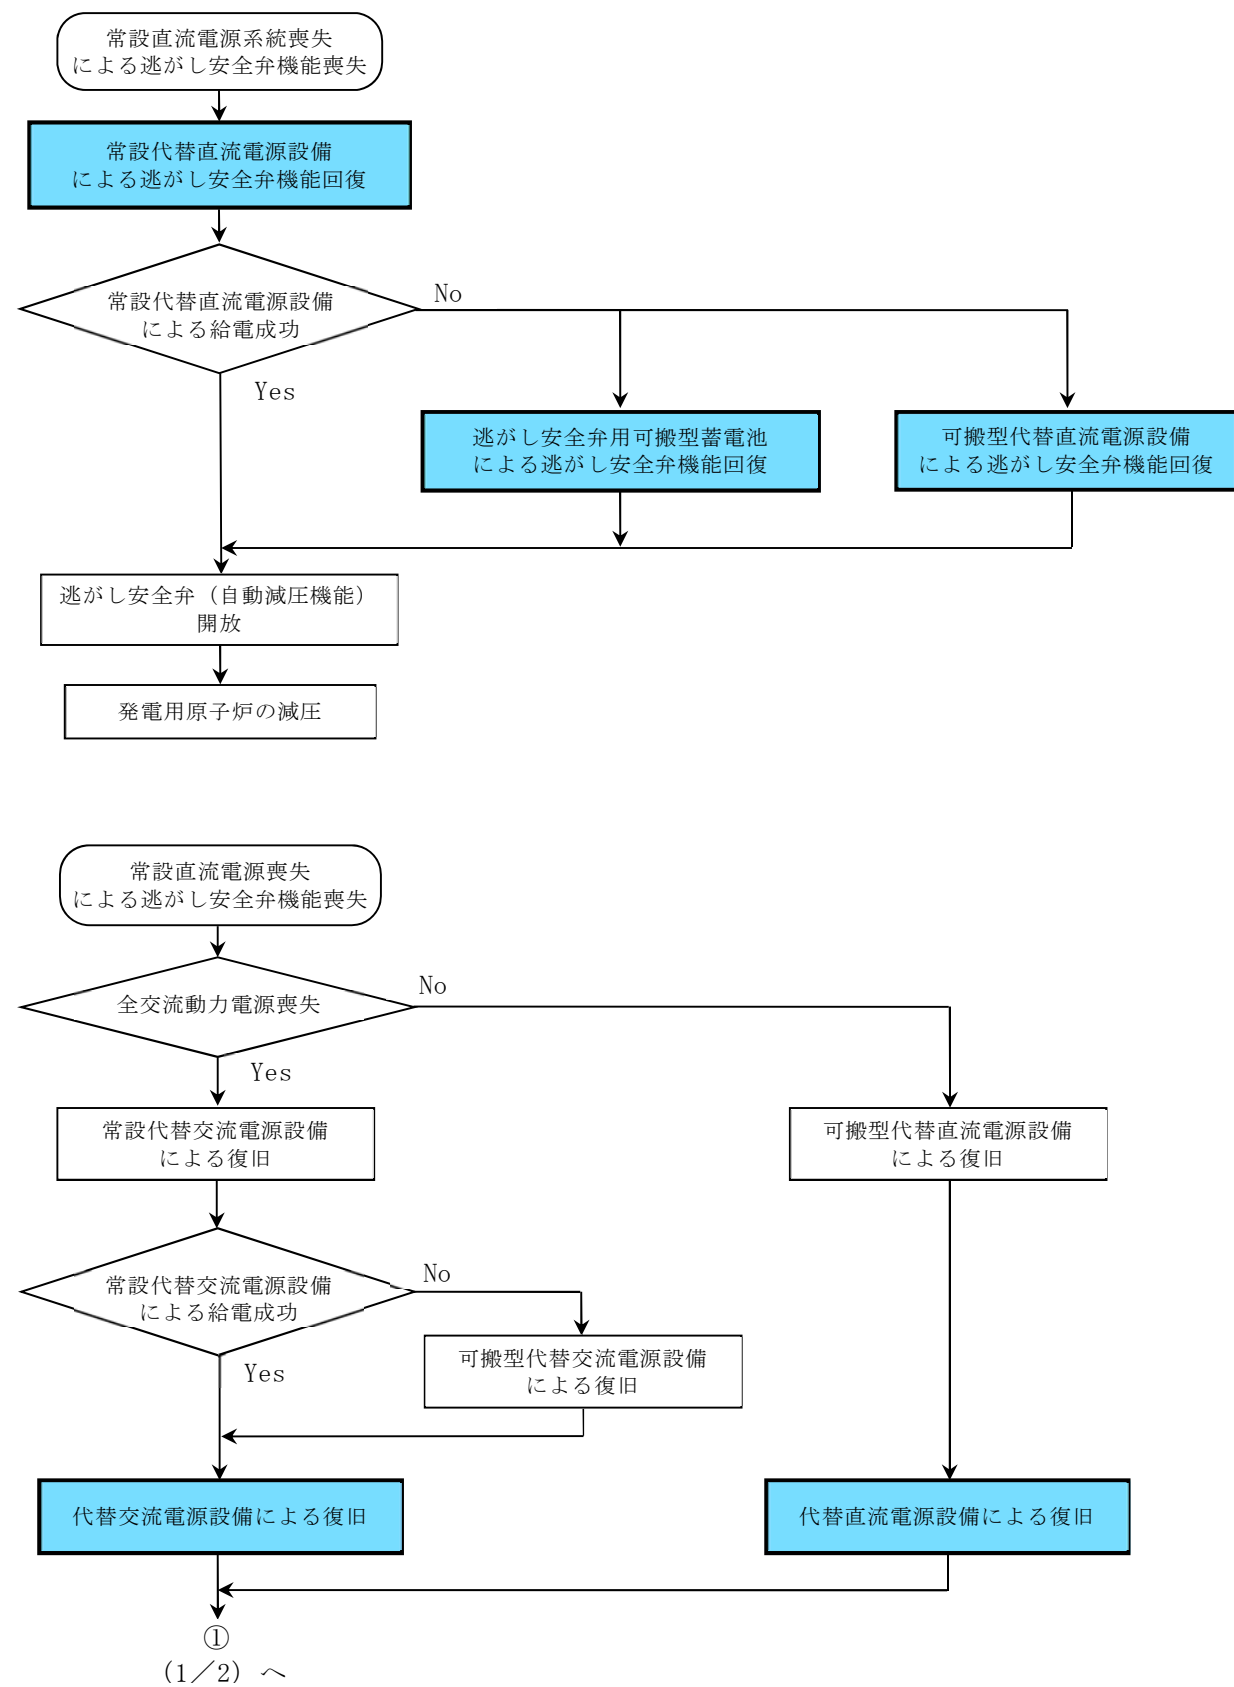 常設直流電源系統喪失
による逃がし安全弁機能喪失
常設代替直流電源設備
による逃がし安全弁機能回復
常設代替直流電源設備
による給電成功
No
Yes
逃がし安全弁用可搬型蓄電池
による逃がし安全弁機能回復
可搬型代替直流電源設備
による逃がし安全弁機能回復
逃がし安全弁（自動減圧機能）
開放
発電用原子炉の減圧
常設直流電源喪失
による逃がし安全弁機能喪失
全交流動力電源喪失
No
Yes
常設代替交流電源設備
による復旧
可搬型代替直流電源設備
による復旧
常設代替交流電源設備
による給電成功
No
Yes
可搬型代替交流電源設備
による復旧
代替交流電源設備による復旧
代替直流電源設備による復旧
①
(1／2) へ